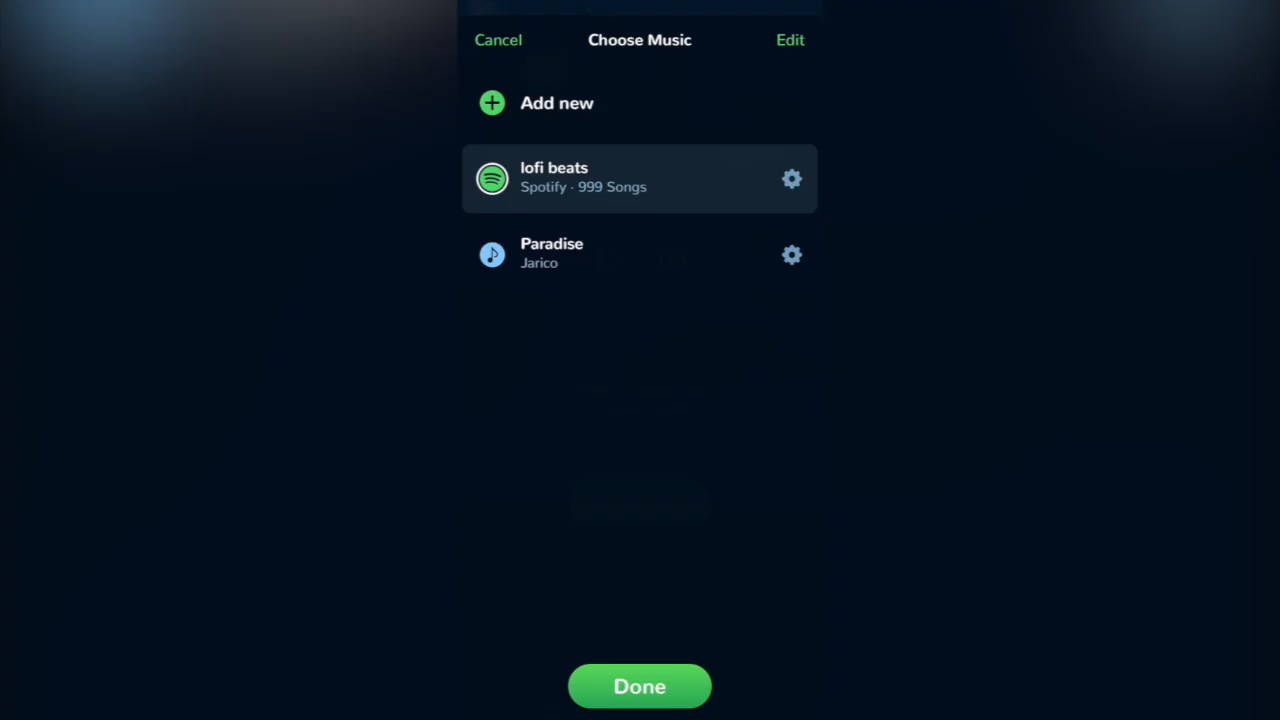 Cancel
Choose Music
Edit
Add new
lofi beats
Spotify · 999 Songs
Paradise
Jarico
Done